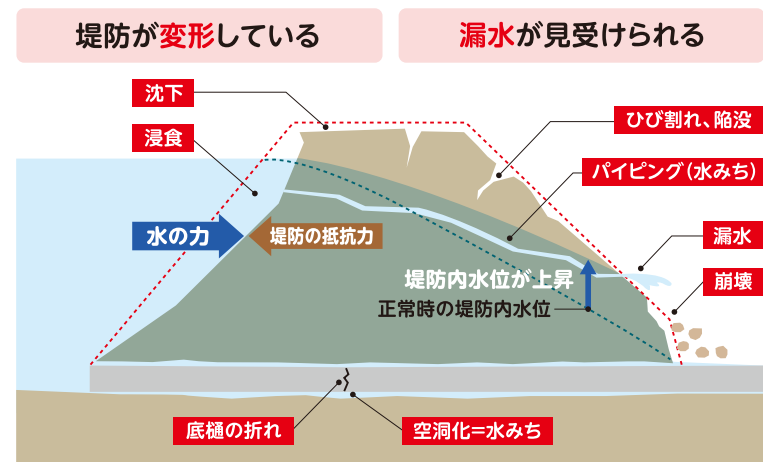 堤防が変形している
漏水が見受けられる
沈下
浸食
ひび割れ、陥没
パイピング(水みち)
水の力
堤防の抵抗力
漏水
堤防内水位が上昇
崩壊
正常時の堤防内水位
底樋の折れ
空洞化=水みち